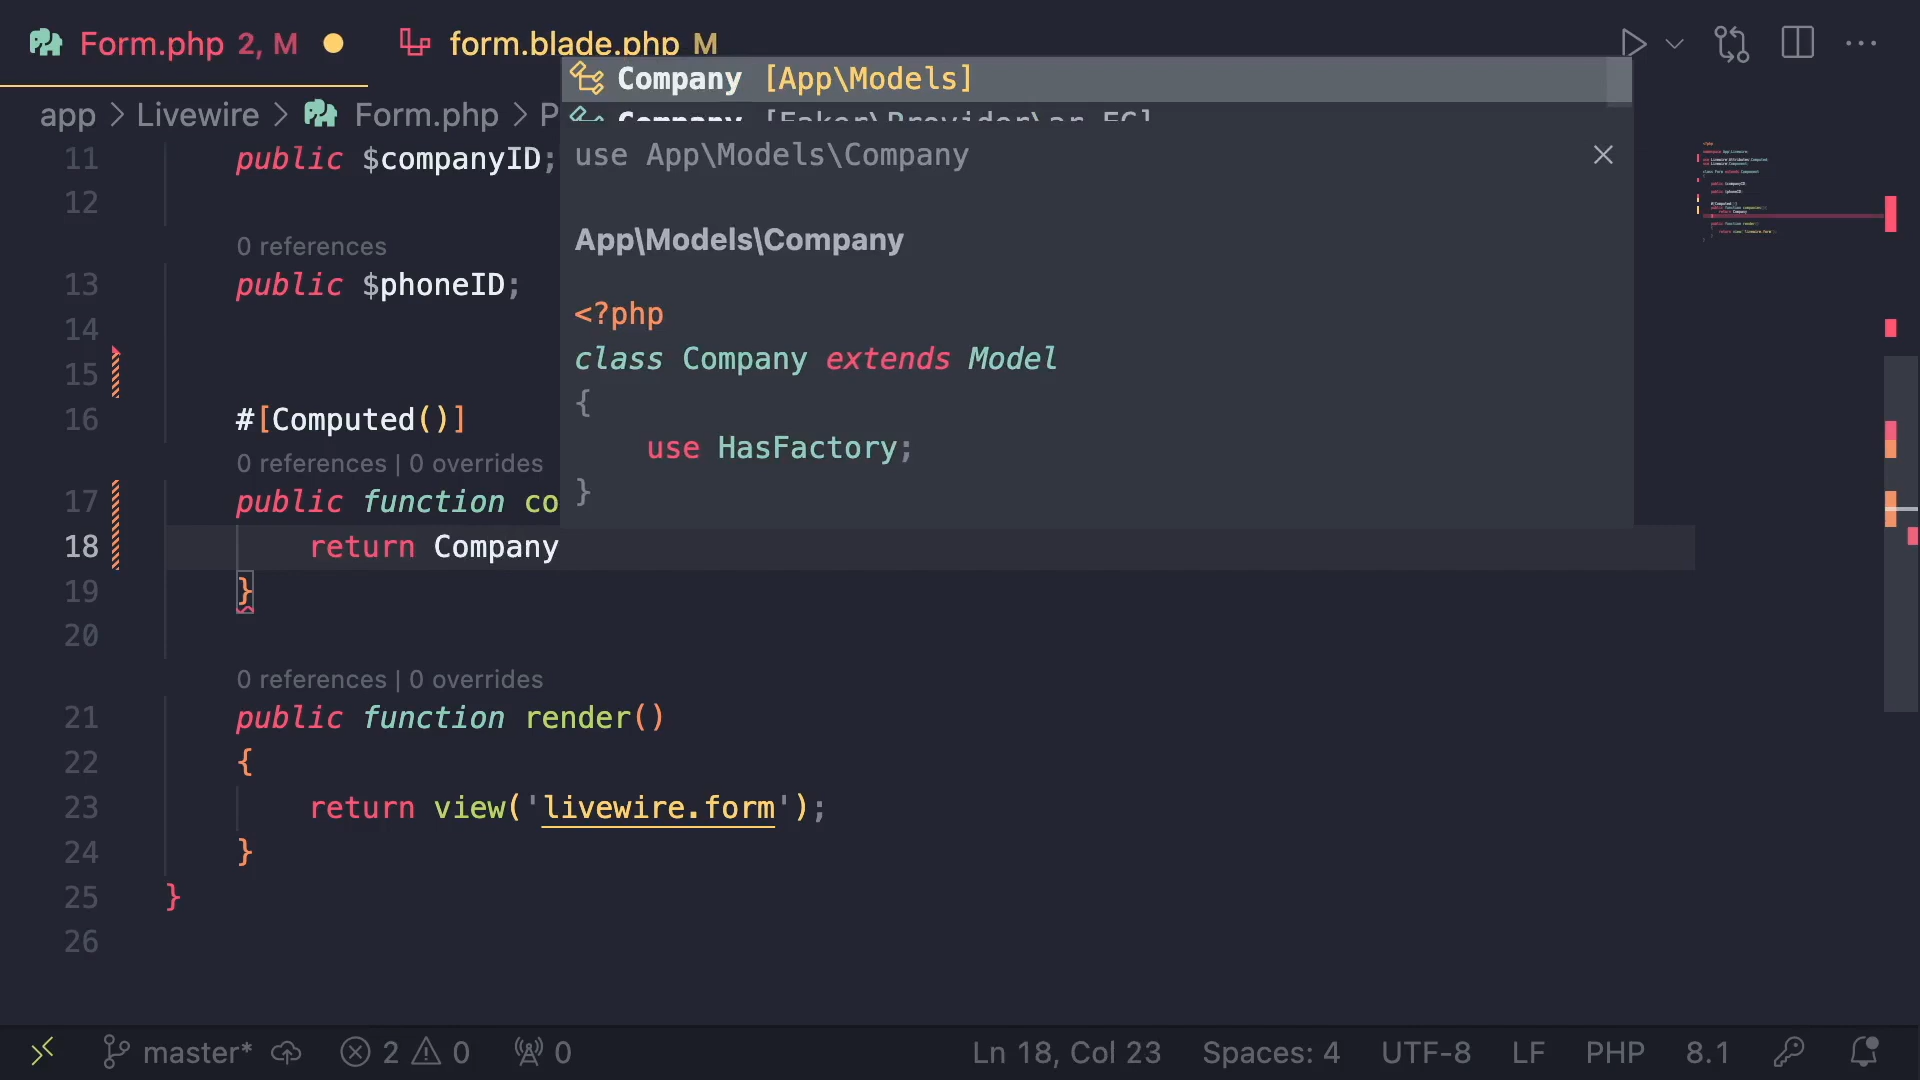 Form.php 2, M
form.blade.php M
Company [App\Models]
Company [Faker\Provider\ar_EG]
app > Livewire > Form.php > P
use App\Models\Company
App\Models\Company
<?php
class Company extends Model
{
use HasFactory;
}
11 public $companyID;
12
0 references
13 public $phoneID;
14
15
16 #[Computed()]
0 references | 0 overrides
17 public function co
18 return Company
19 }
20
0 references | 0 overrides
21 public function render()
22 {
23 return view('livewire.form');
24 }
25 }
26
master* 2 0 0
Ln 18, Col 23 Spaces: 4 UTF-8 LF PHP 8.1